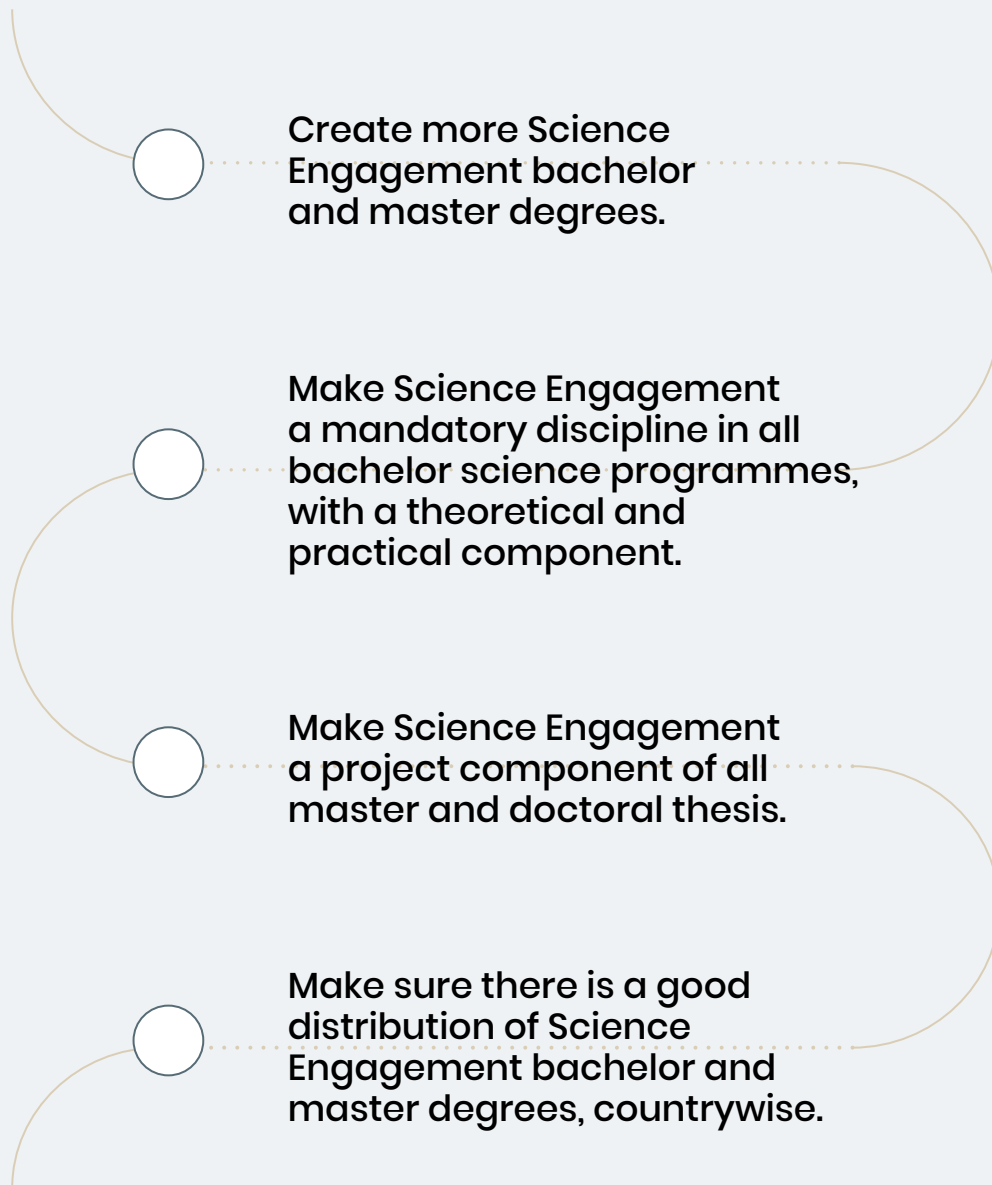 Create more Science
Engagement bachelor
and master degrees.
Make Science Engagement
a mandatory discipline in all
bachelor science programmes,
with a theoretical and
practical component.
Make Science Engagement
a project component of all
master and doctoral thesis.
Make sure there is a good
distribution of Science
Engagement bachelor and
master degrees, countrywise.